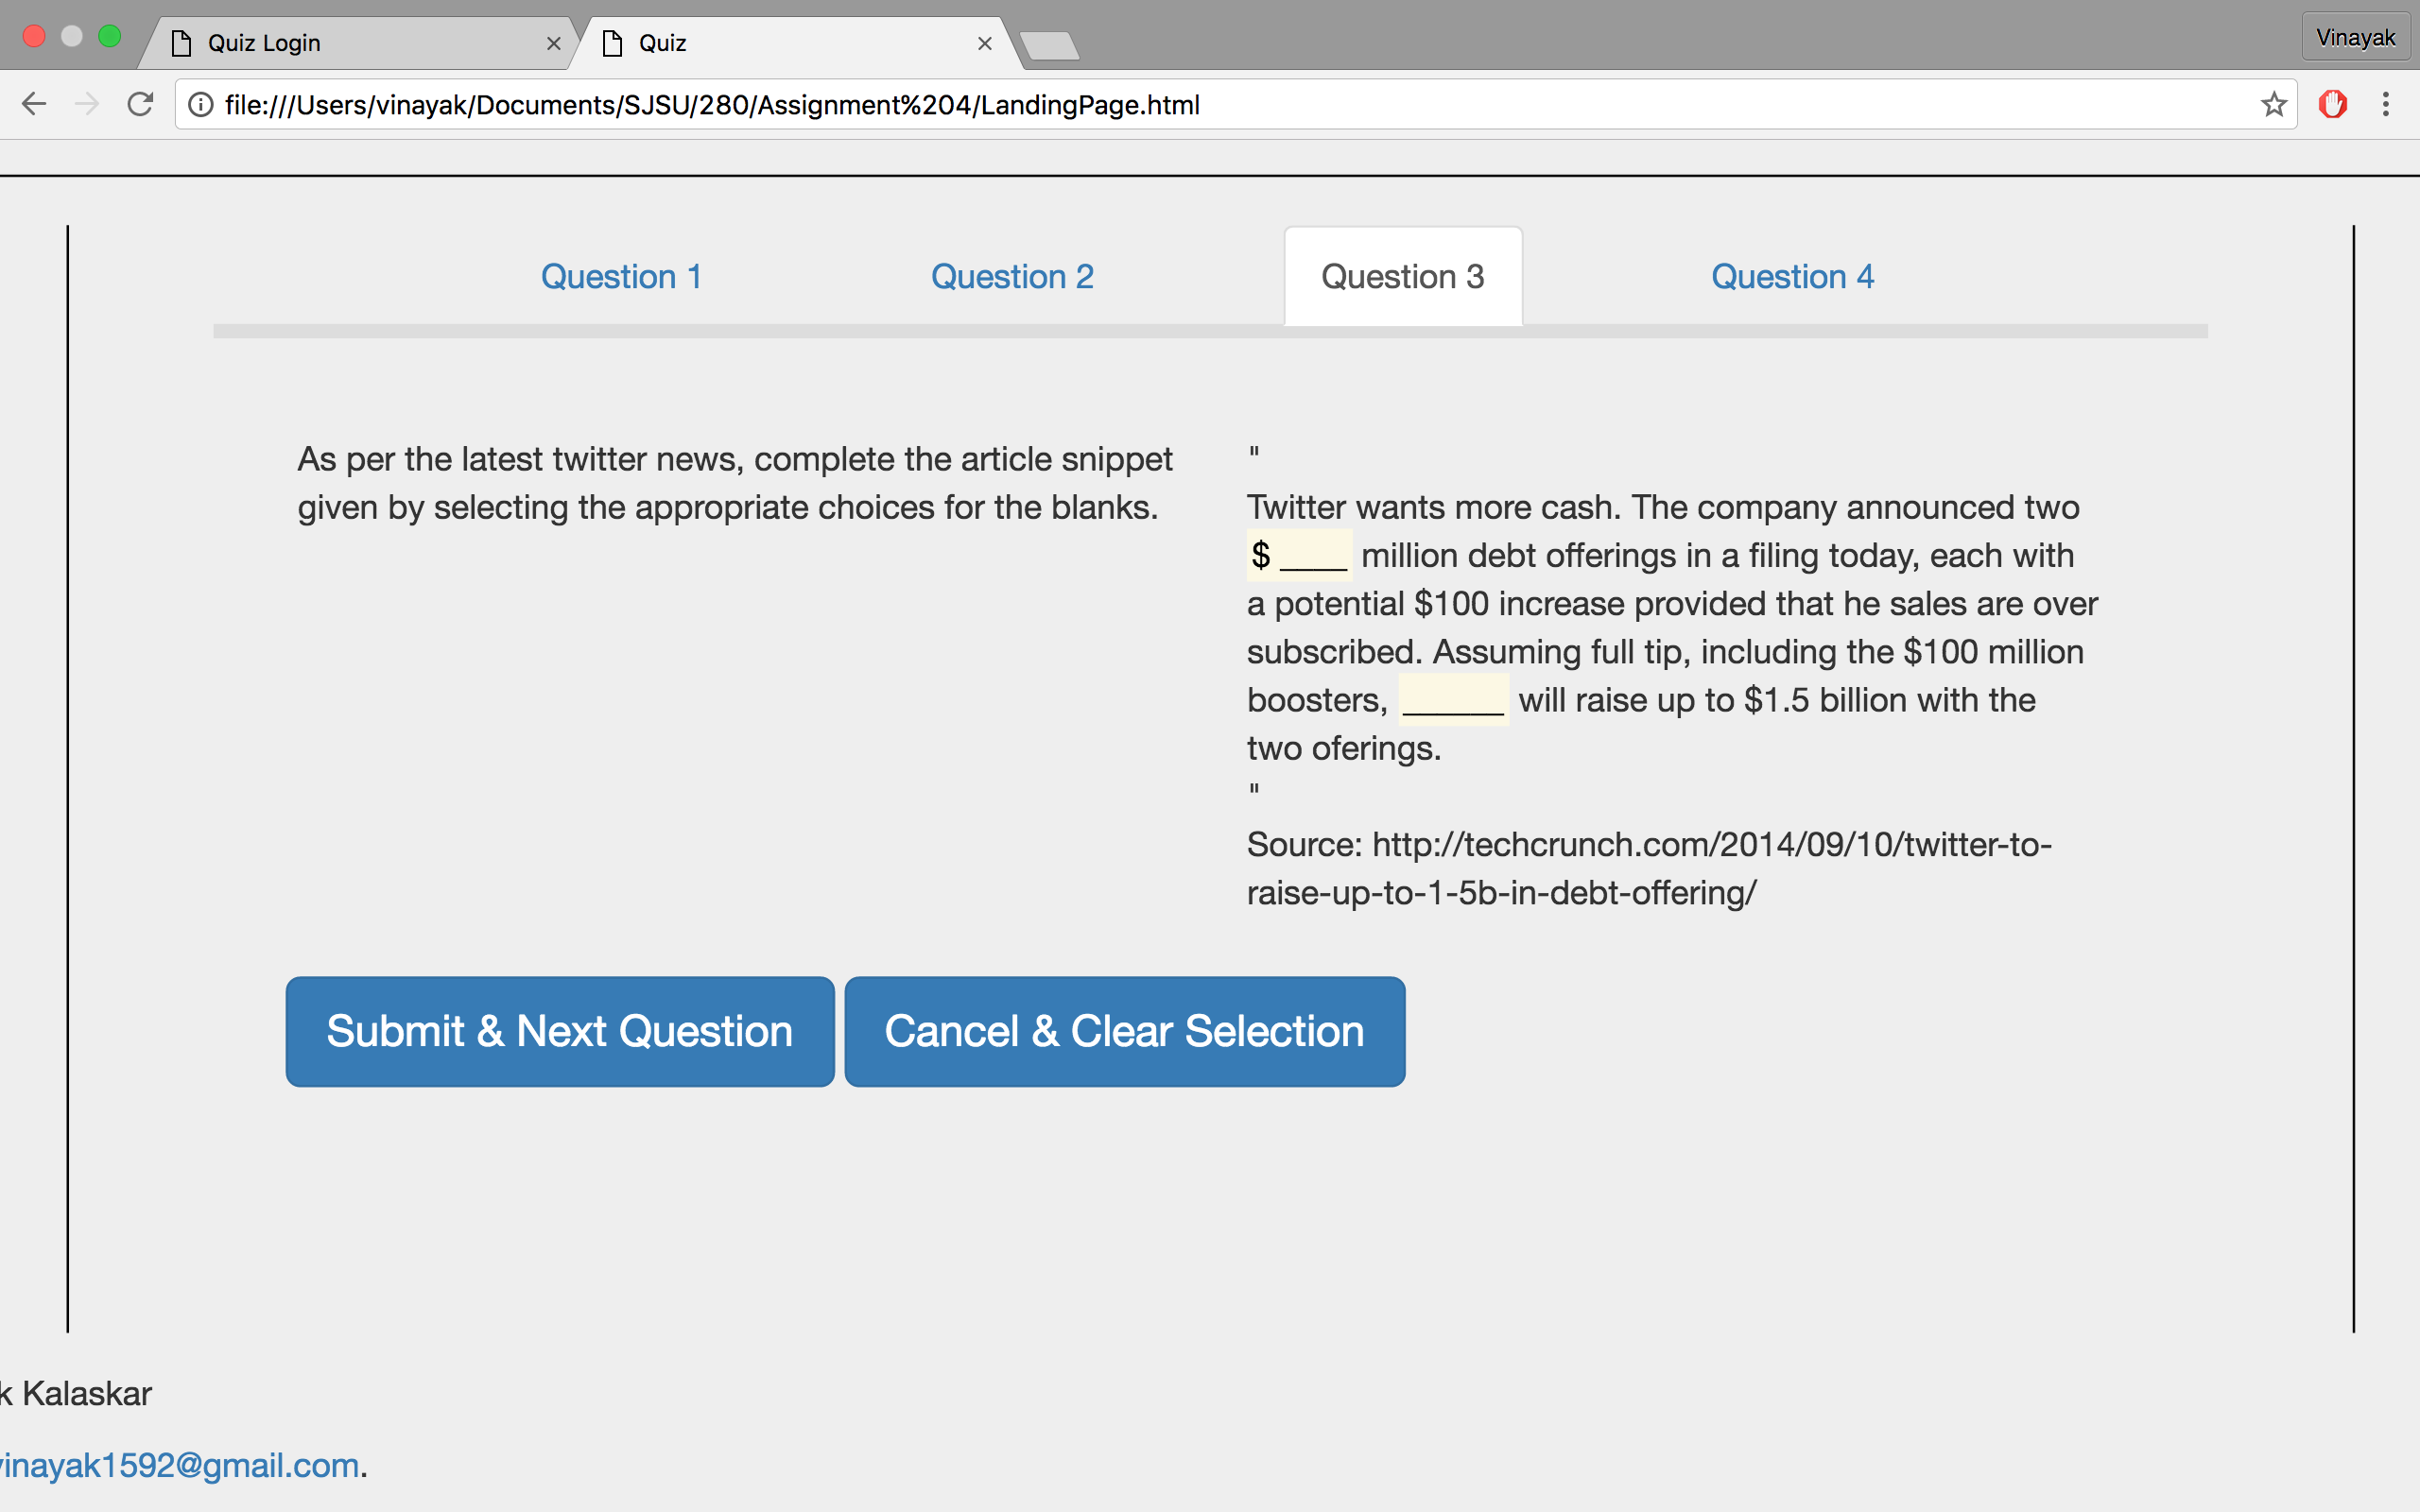 Quiz Login
Quiz
Vinayak
file:///Users/vinayak/Documents/SJSU/280/Assignment%204/LandingPage.html
Question 1
Question 2
Question 3
Question 4
As per the latest twitter news, complete the article snippet
given by selecting the appropriate choices for the blanks.
"
Twitter wants more cash. The company announced two
$ ____ million debt offerings in a filing today, each with
a potential $100 increase provided that he sales are over
subscribed. Assuming full tip, including the $100 million
boosters, ______ will raise up to $1.5 billion with the
two oferings.
"
Source: http://techcrunch.com/2014/09/10/twitter-to-
raise-up-to-1-5b-in-debt-offering/
Submit & Next Question
Cancel & Clear Selection
k Kalaskar
vinayak1592@gmail.com.